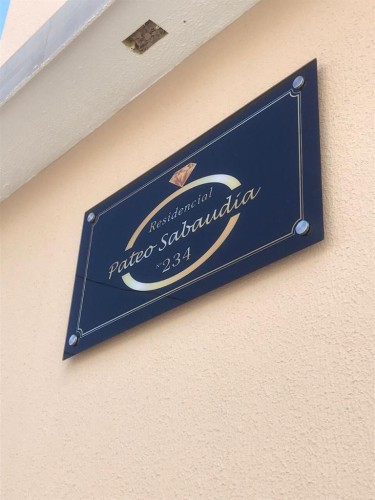 Residencial
Pateo Sabaudia
Nº 234